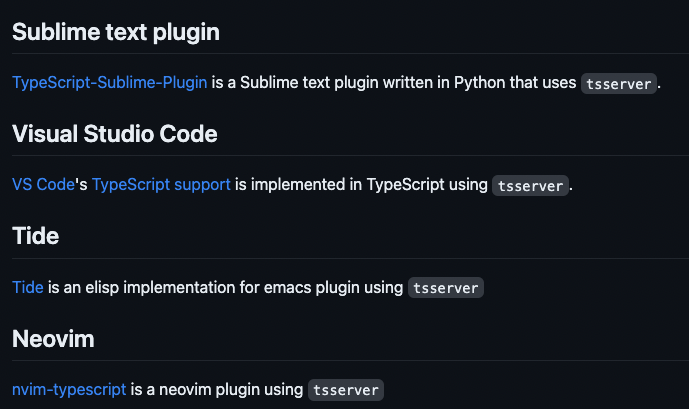 Sublime text plugin
TypeScript-Sublime-Plugin is a Sublime text plugin written in Python that uses tsserver.
Visual Studio Code
VS Code's TypeScript support is implemented in TypeScript using tsserver.
Tide
Tide is an elisp implementation for emacs plugin using tsserver
Neovim
nvim-typescript is a neovim plugin using tsserver